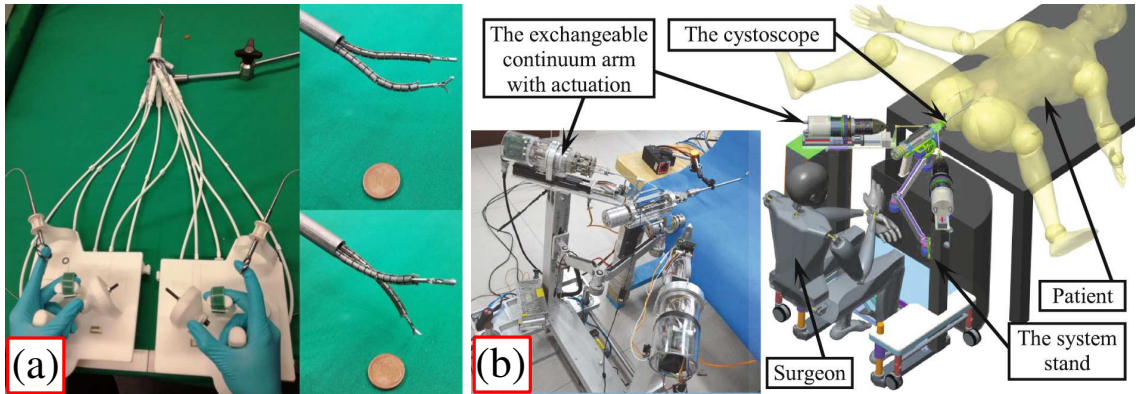 (a)
The exchangeable
continuum arm
with actuation
The cystoscope
(b)
Patient
The system
stand
Surgeon